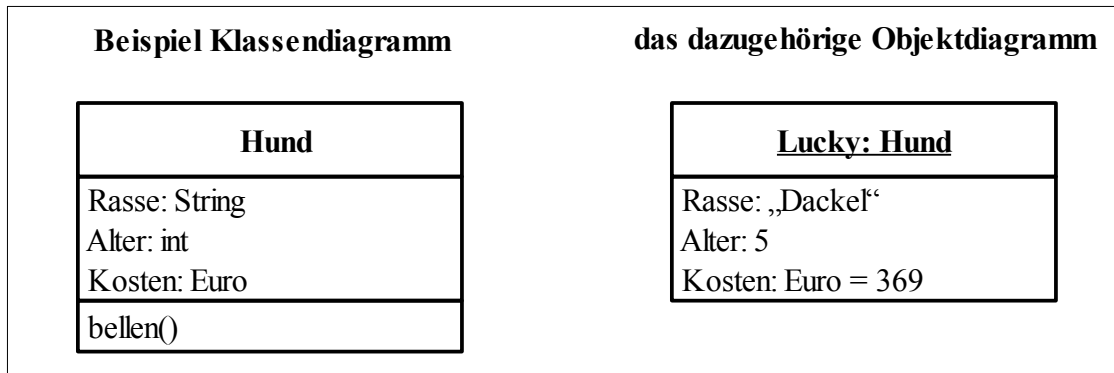 Beispiel Klassendiagramm
Hund
Rasse: String
Alter: int
Kosten: Euro
bellen()
das dazugehörige Objektdiagramm
Lucky: Hund
Rasse: „Dackel“
Alter: 5
Kosten: Euro = 369